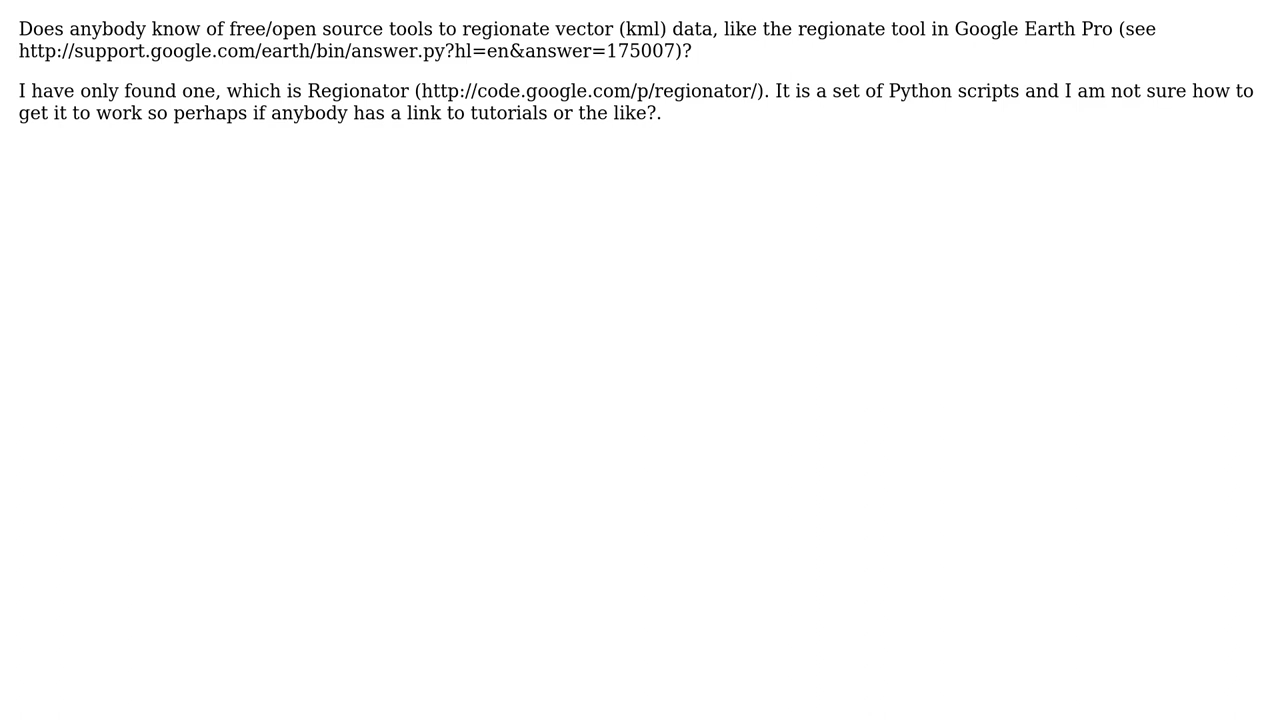 Does anybody know of free/open source tools to regionate vector (kml) data, like the regionate tool in Google Earth Pro (see
http://support.google.com/earth/bin/answer.py?hl=en&answer=175007)?
I have only found one, which is Regionator (http://code.google.com/p/regionator/). It is a set of Python scripts and I am not sure how to
get it to work so perhaps if anybody has a link to tutorials or the like?.